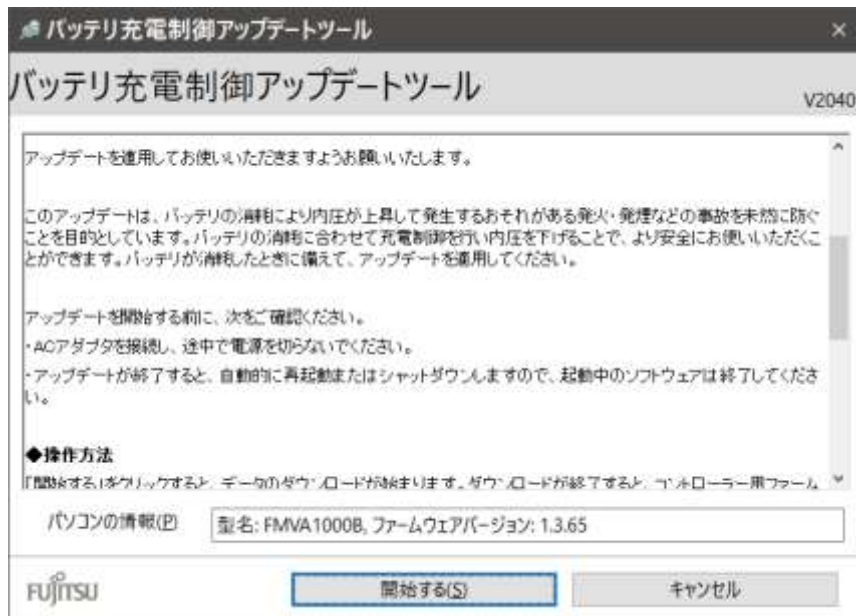 バッテリ充電制御アップデートツール
バッテリ充電制御アップデートツール
V2040
アップデートを適用してお使いいただきますようお願いいたします。
このアップデートは、バッテリの消耗により内圧が上昇して発生するおそれがある発火・発煙などの事故を未然に防ぐ
ことを目的としています。バッテリの消耗に合わせて充電制御を行い内圧を下げることで、より安全にお使いいただくこ
とができます。バッテリが消耗したときに備えて、アップデートを適用してください。
アップデートを開始する前に、次をご確認ください。
・ACアダプタを接続し、途中で電源を切らないでください。
・アップデートが終了すると、自動的に再起動またはシャットダウンしますので、起動中のソフトウェアは終了してくださ
い。
◆操作方法
「開始する」をクリックすると、データのダウンロードが始まります。ダウンロードが終了すると、コントローラー用ファーム
パソコンの情報(P)
型名: FMVA1000B, ファームウェアバージョン: 1.3.65
FUJITSU
開始する(S)
キャンセル